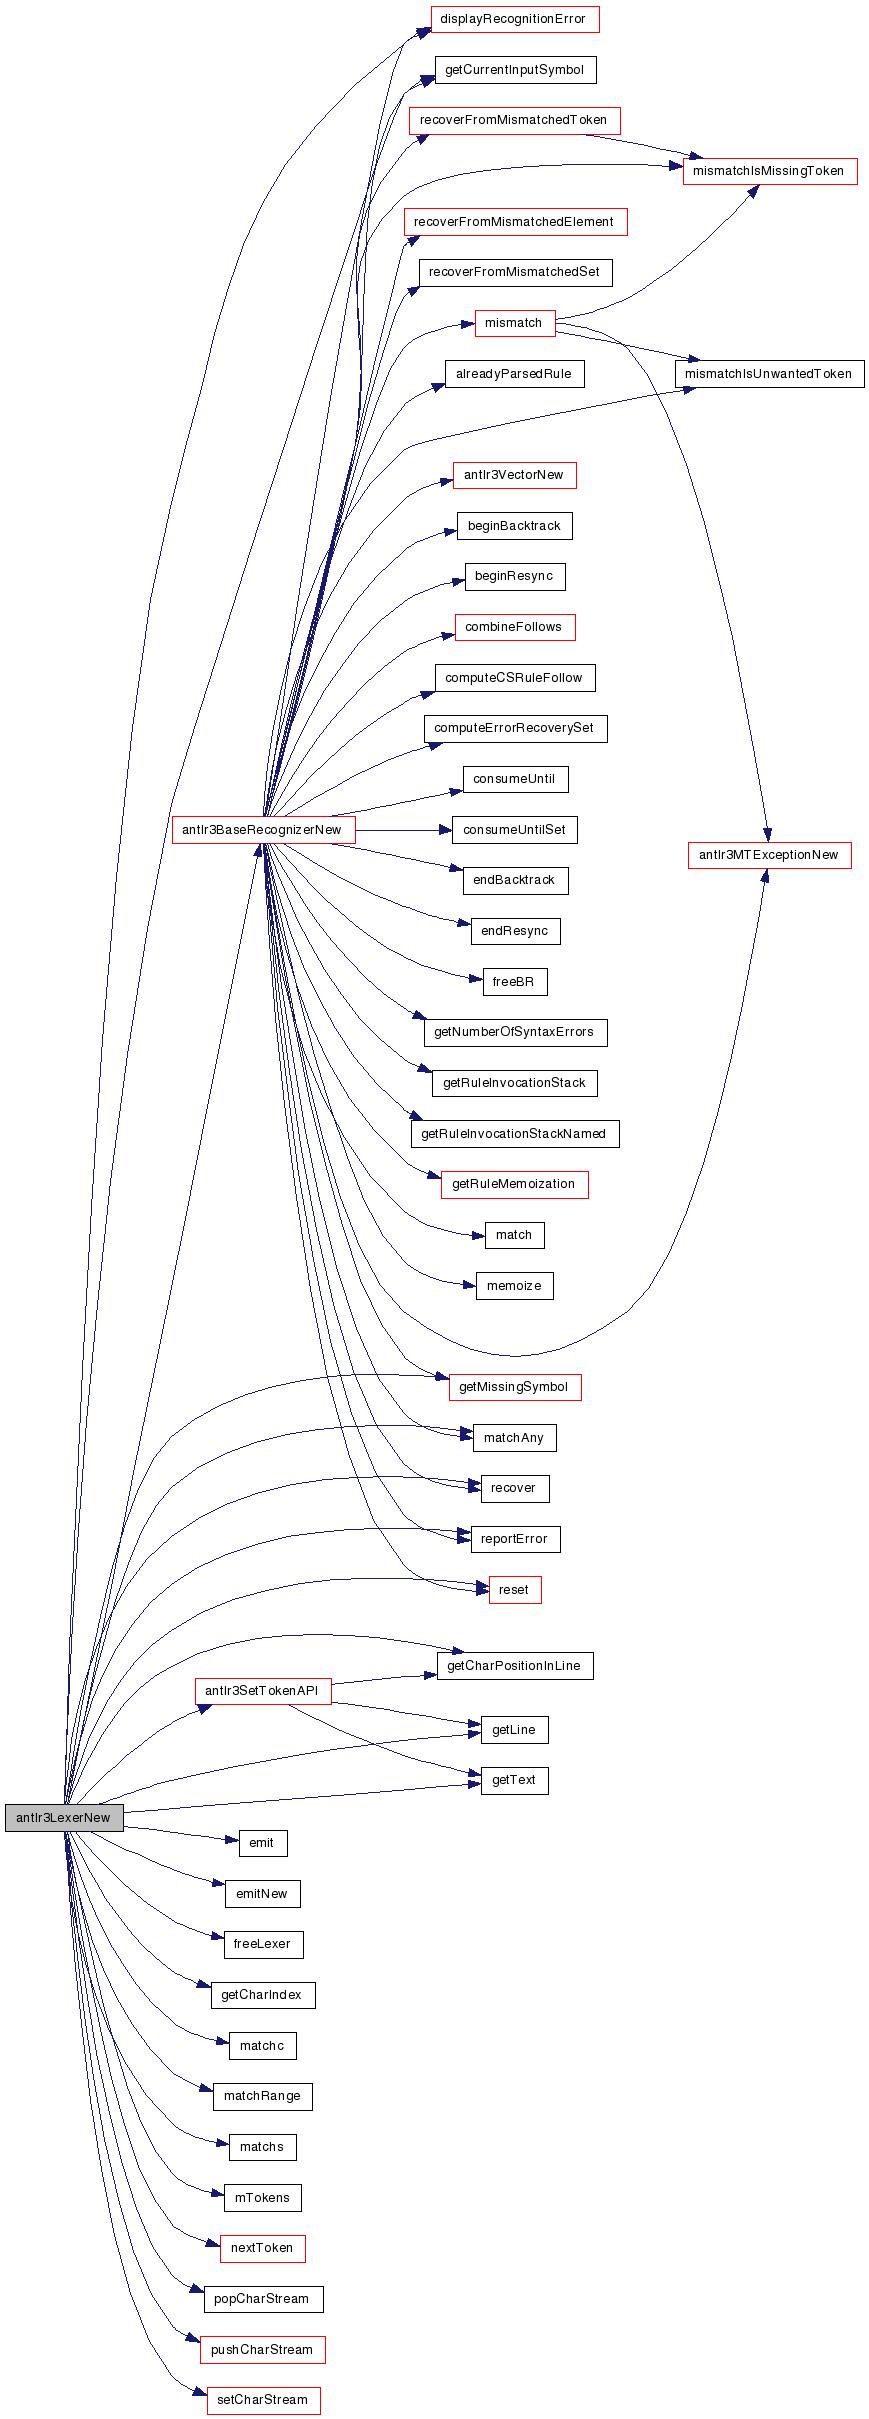 displayRecognitionError
getCurrentInputSymbol
recoverFromMismatchedToken
mismatchIsMissingToken
recoverFromMismatchedElement
recoverFromMismatchedSet
mismatch
alreadyParsedRule
mismatchIsUnwantedToken
antlr3VectorNew
beginBacktrack
beginResync
combineFollows
computeCSRuleFollow
computeErrorRecoverySet
consumeUntil
antlr3BaseRecognizerNew
consumeUntilSet
antlr3MTExceptionNew
endBacktrack
endResync
freeBR
getNumberOfSyntaxErrors
getRuleInvocationStack
getRuleInvocationStackNamed
getRuleMemoization
match
memoize
getMissingSymbol
matchAny
recover
reportError
reset
getCharPositionInLine
antlr3SetTokenAPI
getLine
getText
antlr3LexerNew
emit
emitNew
freeLexer
getCharIndex
matchc
matchRange
matchs
mTokens
nextToken
popCharStream
pushCharStream
setCharStream